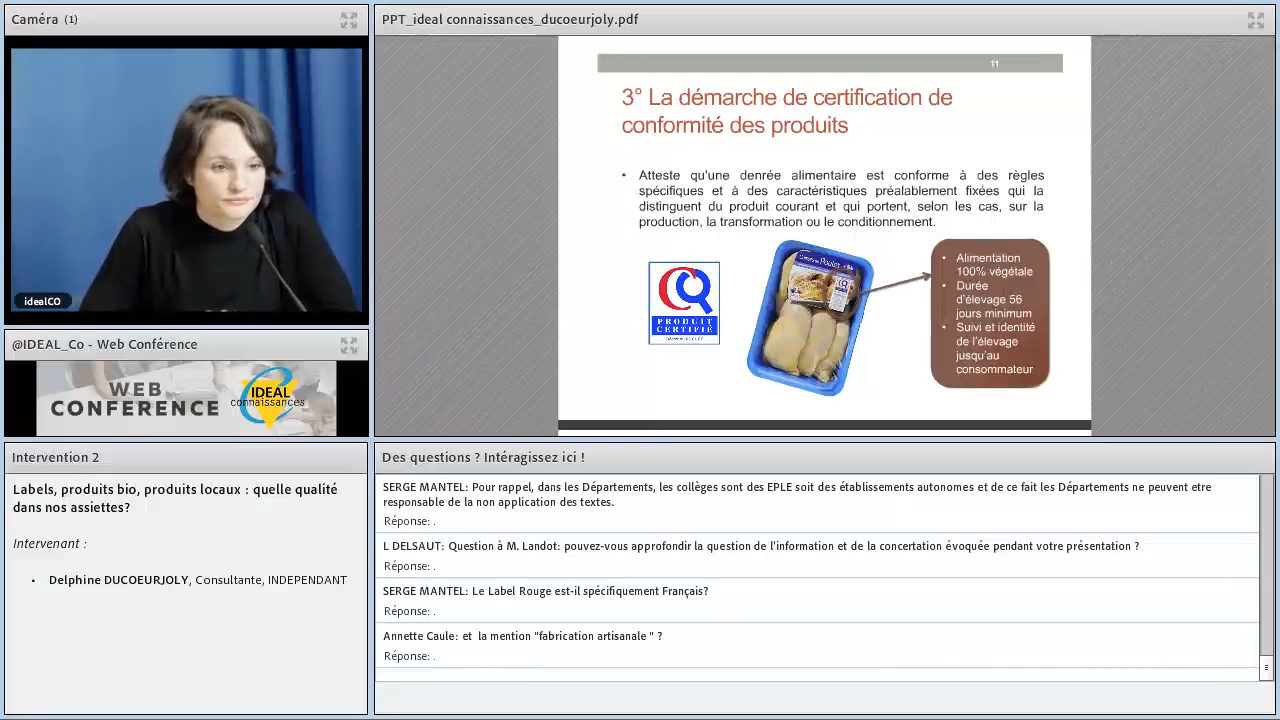 Caméra (1)
idealCO
@IDEAL_Co - Web Conférence
WEB
CONFERENCE
IDEAL
connaissances
Intervention 2
Labels, produits bio, produits locaux : quelle qualité
dans nos assiettes?
Intervenant :
• Delphine DUCOEURJOLY, Consultante, INDEPENDANT
PPT_ideal connaissances_ducoeurjoly.pdf
11
3° La démarche de certification de
conformité des produits
• Atteste qu'une denrée alimentaire est conforme à des règles
spécifiques et à des caractéristiques préalablement fixées qui la
distinguent du produit courant et qui portent, selon les cas, sur la
production, la transformation ou le conditionnement.
PRODUIT
CERTIFIÉ
Poulet
• Alimentation
100% végétale
• Durée
d'élevage 56
jours minimum
• Suivi et identité
de l'élevage
jusqu'au
consommateur
Des questions ? Intéragissez ici !
SERGE MANTEL: Pour rappel, dans les Départements, les collèges sont des EPLE soit des établissements autonomes et de ce fait les Départements ne peuvent etre
responsable de la non application des textes.
Réponse: .
L DELSAUT: Question à M. Landot: pouvez-vous approfondir la question de l'information et de la concertation évoquée pendant votre présentation ?
Réponse: .
SERGE MANTEL: Le Label Rouge est-il spécifiquement Français?
Réponse: .
Annette Caule: et  la mention "fabrication artisanale " ?
Réponse: .